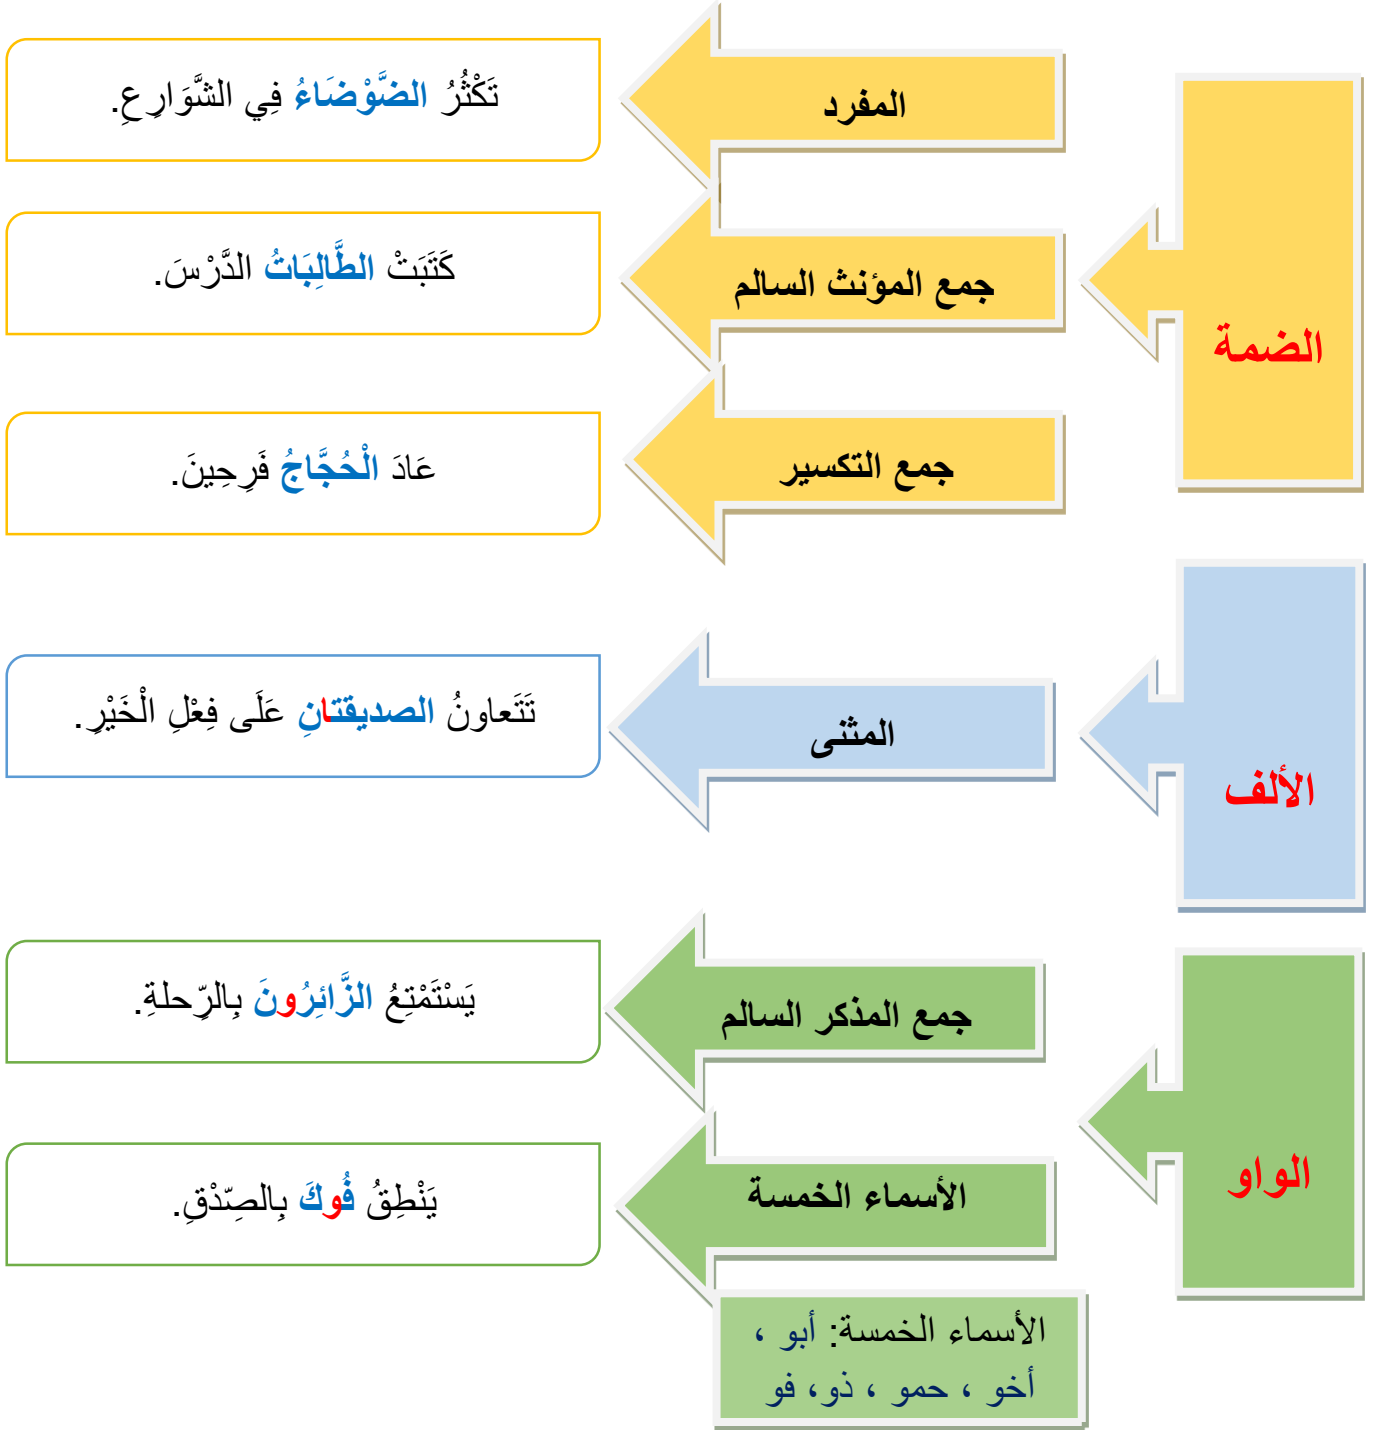 الضمة
المفرد
تَكْثُرُ الضَّوْضَاءُ فِي الشَّوَارِعِ.
جمع المؤنث السالم
كَتَبَتْ الطَّالِبَاتُ الدَّرْسَ.
جمع التكسير
عَادَ الْحُجَّاجُ فَرِحِينَ.
الألف
المثنى
تَتَعاونُ الصديقتانِ عَلَى فِعْلِ الْخَيْرِ.
الواو
جمع المذكر السالم
يَسْتَمْتِعُ الزَّائِرُونَ بِالرّحلةِ.
الأسماء الخمسة
يَنْطِقُ فُوكَ بِالصِّدْقِ.
الأسماء الخمسة: أبو ،
أخو ، حمو ، ذو، فو